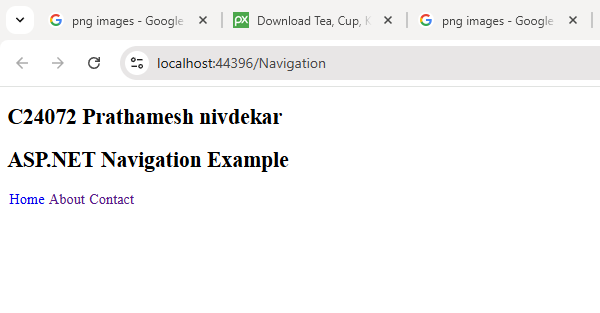 png images - Google
Download Tea, Cup, K
png images - Google
localhost:44396/Navigation
C24072 Prathamesh nivdekar
ASP.NET Navigation Example
Home About Contact